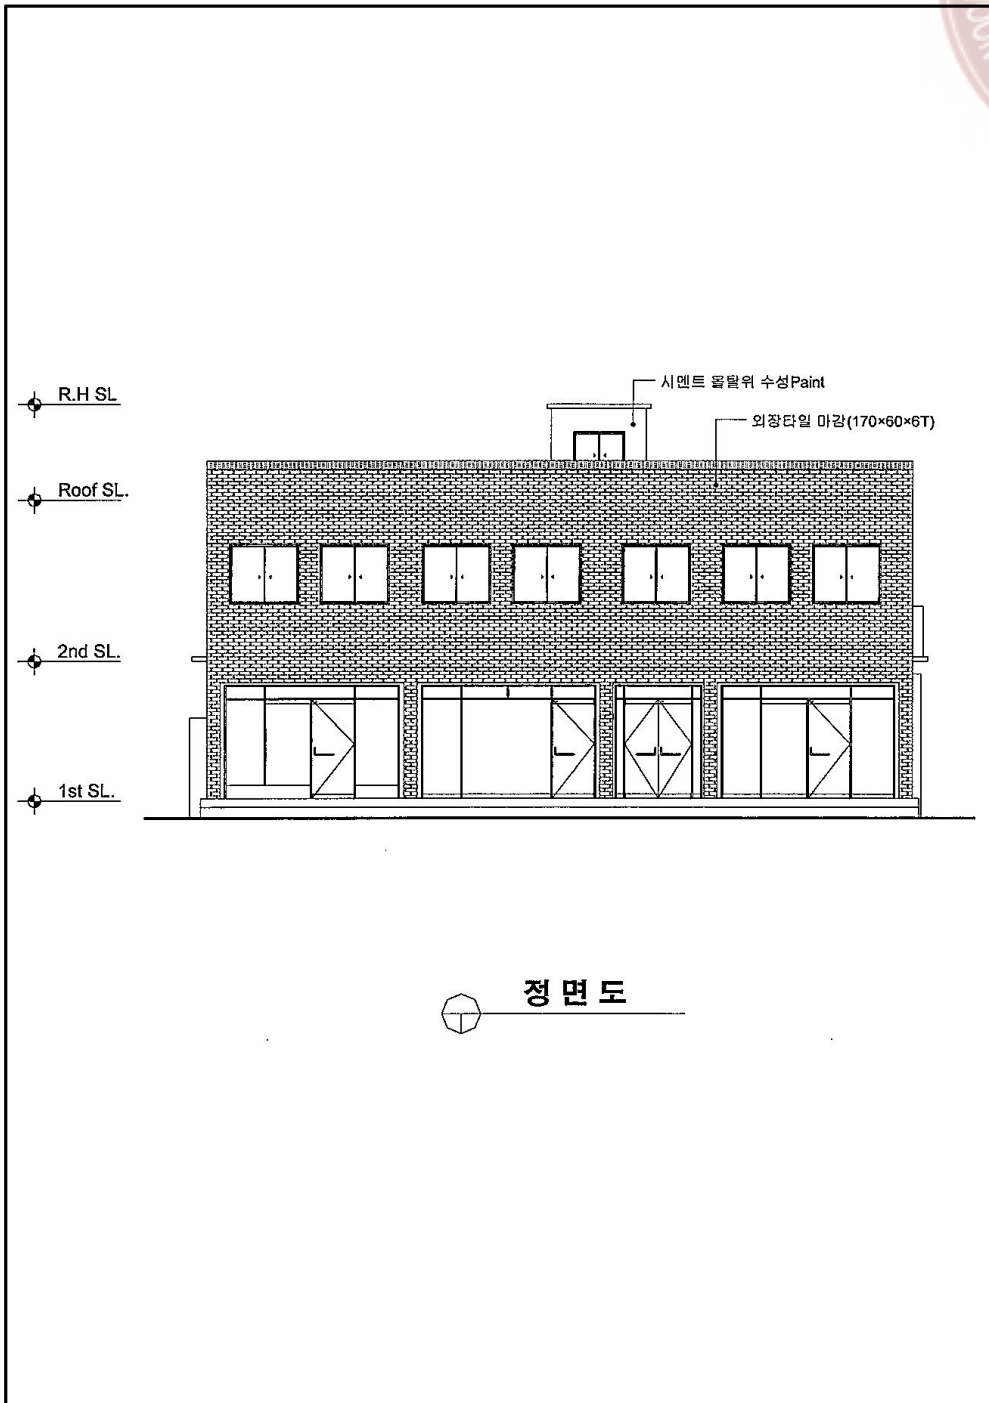 R.H SL
시멘트 몰탈위 수성Paint
외장타일 마감(170×60×6T)
Roof SL.
2nd SL.
1st SL.
정면도